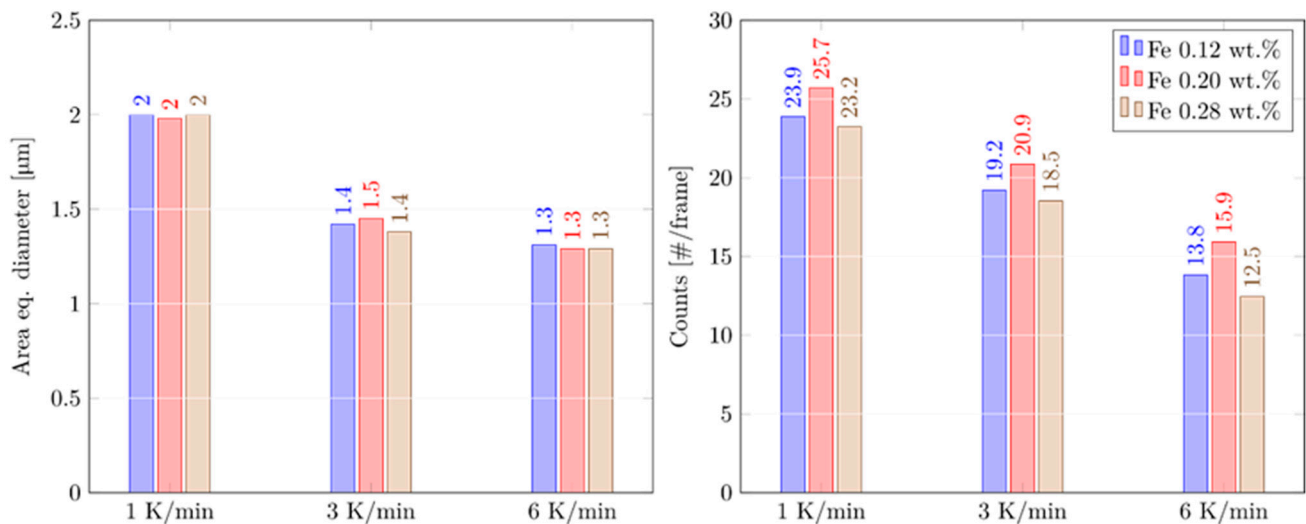 Area eq. diameter [µm]
2.5
2
1.5
1
0.5
0
2
2
2
1.4
1.5
1.4
1.3
1.3
1.3
1 K/min
3 K/min
6 K/min
Counts [#/frame]
30
25
20
15
10
5
0
23.9
25.7
23.2
19.2
20.9
18.5
13.8
15.9
12.5
Fe 0.12 wt.%
Fe 0.20 wt.%
Fe 0.28 wt.%
1 K/min
3 K/min
6 K/min